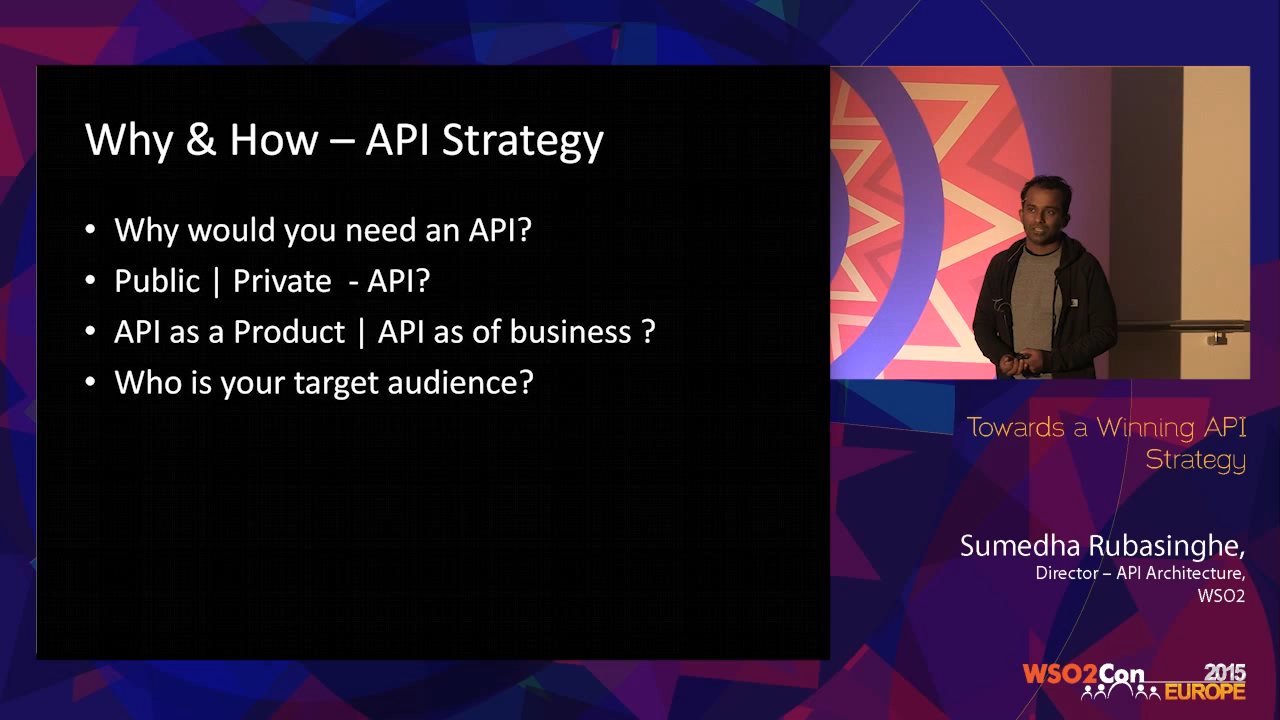 Why & How – API Strategy
• Why would you need an API?
• Public | Private - API?
• API as a Product | API as of business ?
• Who is your target audience?
Towards a Winning API
Strategy
Sumedha Rubasinghe,
Director – API Architecture,
WSO2
WSO2Con 2015
EUROPE